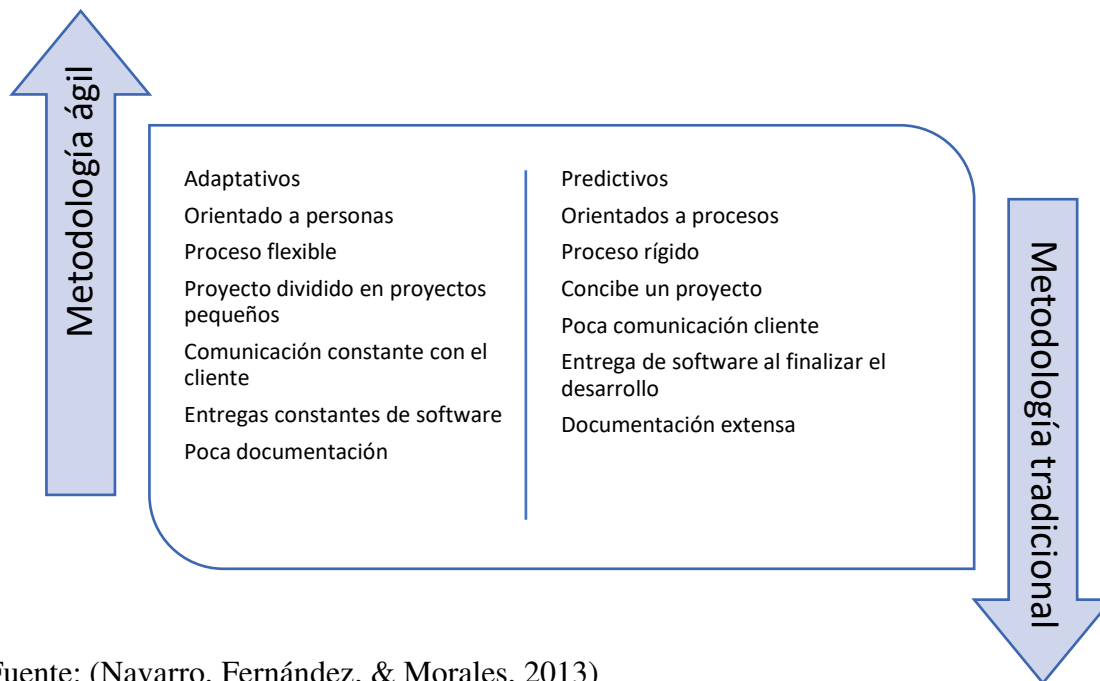 Metodología ágil
Adaptativos
Orientado a personas
Proceso flexible
Proyecto dividido en proyectos
pequeños
Comunicación constante con el
cliente
Entregas constantes de software
Poca documentación
Predictivos
Orientados a procesos
Proceso rígido
Concibe un proyecto
Poca comunicación cliente
Entrega de software al finalizar el
desarrollo
Documentación extensa
Metodología tradicional
Fuente: (Navarro, Fernández, & Morales, 2013)